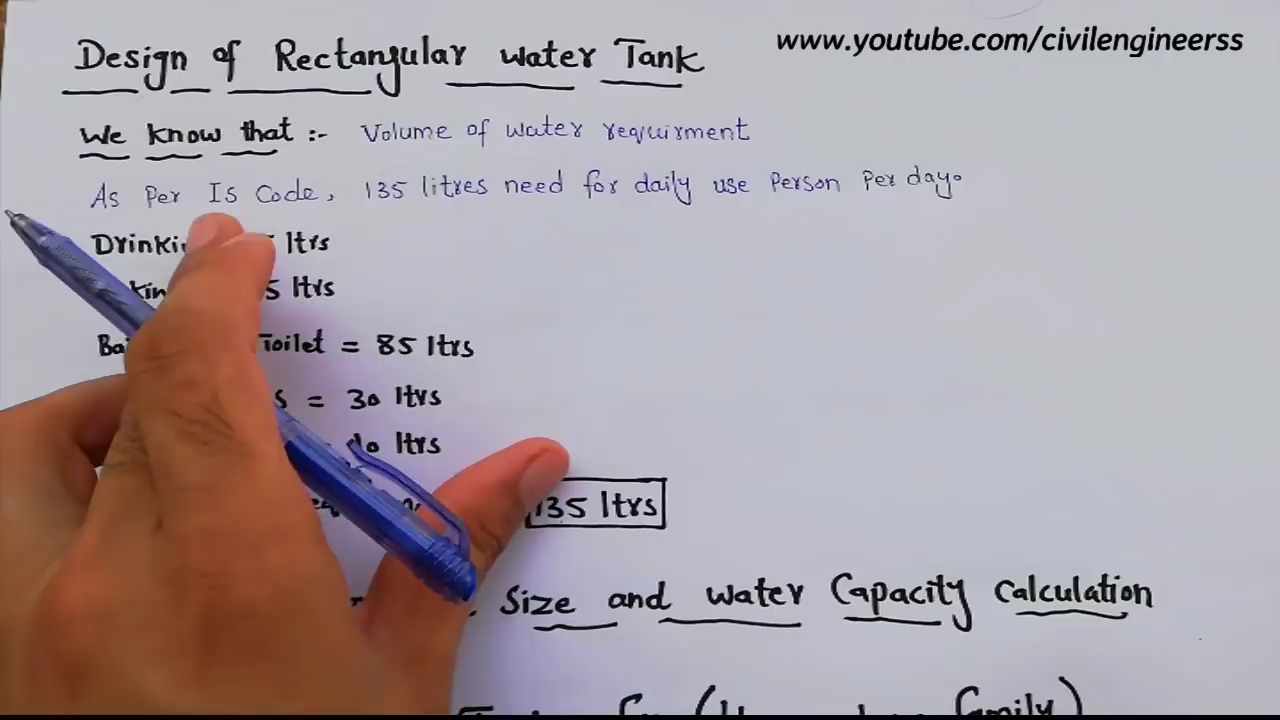 www.youtube.com/civilengineerss
Design of Rectangular water Tank
We know that :- Volume of water requirment
As Per Is Code, 135 litres need for daily use Person Per day.
ltrs
5 ltrs
Toilet = 85 ltrs
= 30 ltrs
ltrs
135 ltrs
Size and water Capacity Calculation